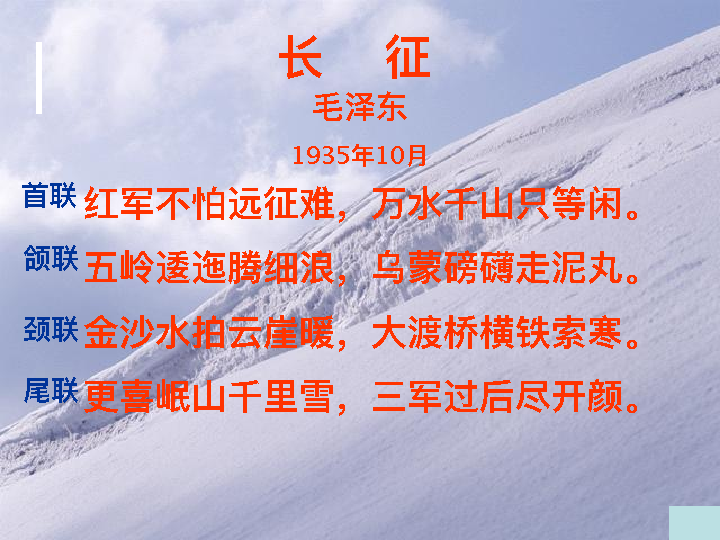 长 征
毛泽东
1935年10月
首联 红军不怕远征难，万水千山只等闲。
颌联 五岭逶迤腾细浪，乌蒙磅礴走泥丸。
颈联 金沙水拍云崖暖，大渡桥横铁索寒。
尾联 更喜岷山千里雪，三军过后尽开颜。